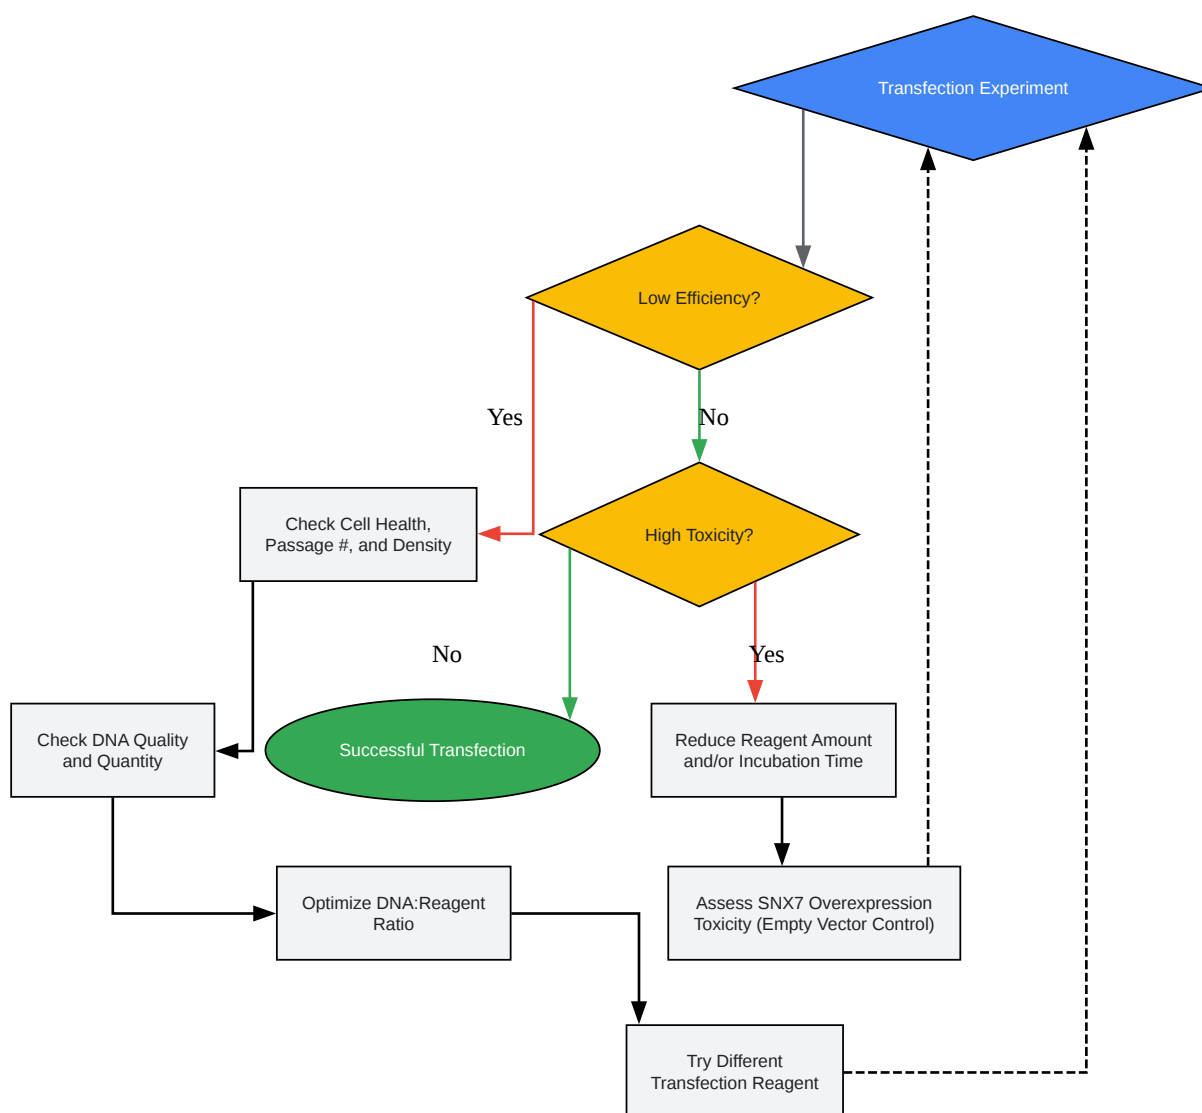 Transfection Experiment
Low Efficiency?
Yes
No
Check Cell Health,
Passage #, and Density
High Toxicity?
No
Yes
Check DNA Quality
and Quantity
Successful Transfection
Reduce Reagent Amount
and/or Incubation Time
Optimize DNA:Reagent
Ratio
Assess SNX7 Overexpression
Toxicity (Empty Vector Control)
Try Different
Transfection Reagent